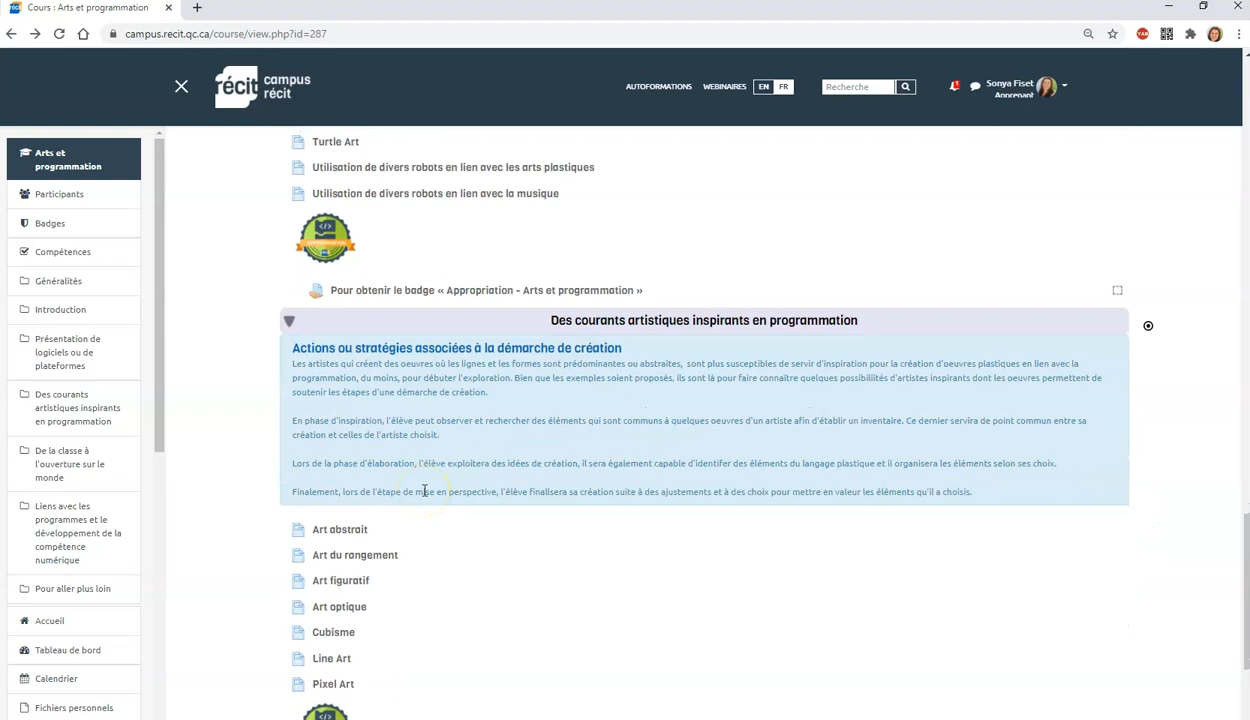 Cours : Arts et programmation
campus.recit.qc.ca/course/view.php?id=287
récit campus
récit
AUTOFORMATIONS WEBINAIRES EN FR Recherche Sonya Fiset
Apprenant
Arts et
programmation
Participants
Badges
Compétences
Généralités
Introduction
Présentation de
logiciels ou de
plateformes
Des courants
artistiques inspirants
en programmation
De la classe à
l'ouverture sur le
monde
Liens avec les
programmes et le
développement de la
compétence
numérique
Pour aller plus loin
Accueil
Tableau de bord
Calendrier
Fichiers personnels
Turtle Art
Utilisation de divers robots en lien avec les arts plastiques
Utilisation de divers robots en lien avec la musique
Pour obtenir le badge « Appropriation - Arts et programmation »
Des courants artistiques inspirants en programmation
Actions ou stratégies associées à la démarche de création
Les artistes qui créent des oeuvres où les lignes et les formes sont prédominantes ou abstraites, sont plus susceptibles de servir d'inspiration pour la création d'oeuvres plastiques en lien avec la
programmation, du moins, pour débuter l'exploration. Bien que les exemples soient proposés, ils sont là pour faire connaître quelques possibiliités d'artistes inspirants dont les oeuvres permettent de
soutenir les étapes d'une démarche de création.
En phase d'inspiration, l'élève peut observer et rechercher des éléments qui sont communs à quelques oeuvres d'un artiste afin d'établir un inventaire. Ce dernier servira de point commun entre sa
création et celles de l'artiste choisit.
Lors de la phase d'élaboration, l'élève exploitera des idées de création, il sera également capable d'identifer des éléments du langage plastique et il organisera les éléments selon ses choix.
Finalement, lors de l'étape de mise en perspective, l'élève finalisera sa création suite à des ajustements et à des choix pour mettre en valeur les éléments qu'il a choisis.
Art abstrait
Art du rangement
Art figuratif
Art optique
Cubisme
Line Art
Pixel Art